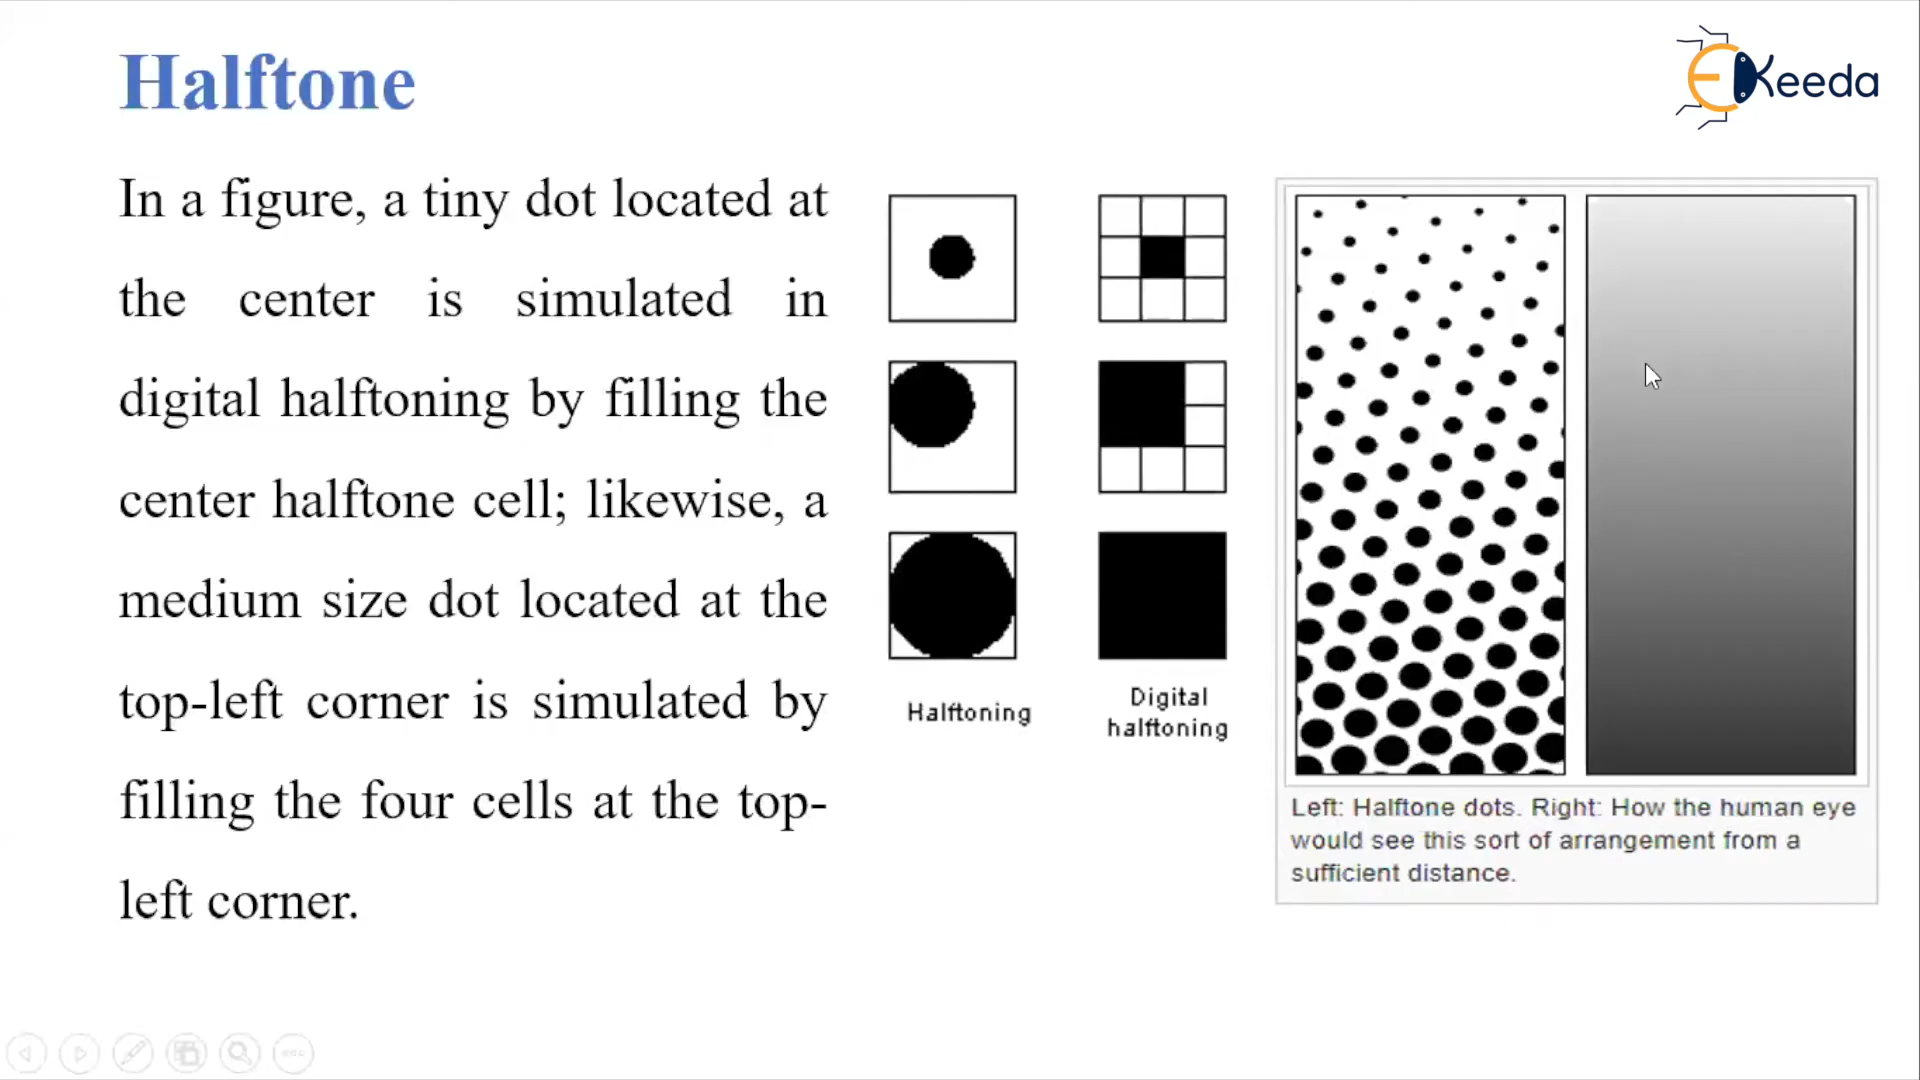 Halftone
EKeeda
In a figure, a tiny dot located at
the center is simulated in
digital halftoning by filling the
center halftone cell; likewise, a
medium size dot located at the
top-left corner is simulated by
filling the four cells at the top-
left corner.
Halftoning
Digital
halftoning
Left: Halftone dots. Right: How the human eye
would see this sort of arrangement from a
sufficient distance.